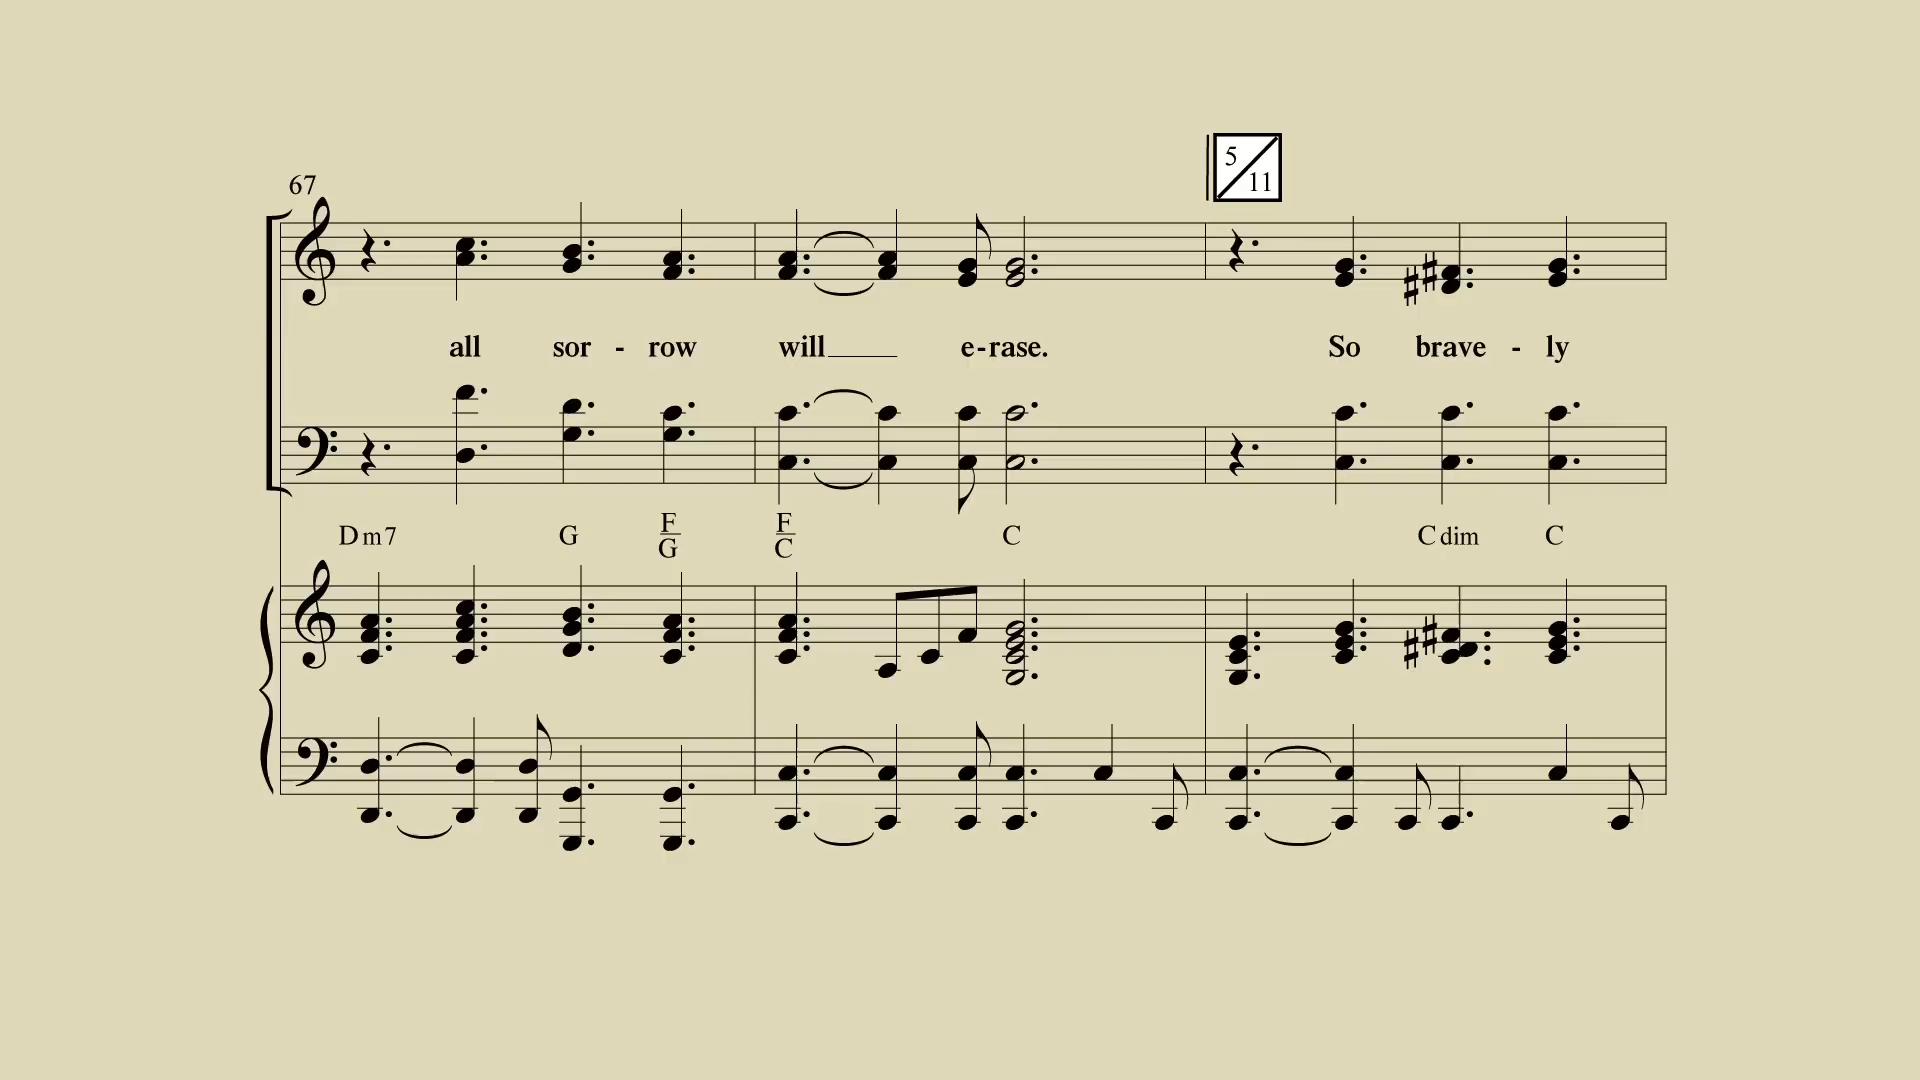 5
11
67
all sor - row will e-rase. So brave - ly
Dm7 G F/G F/C C Cdim C